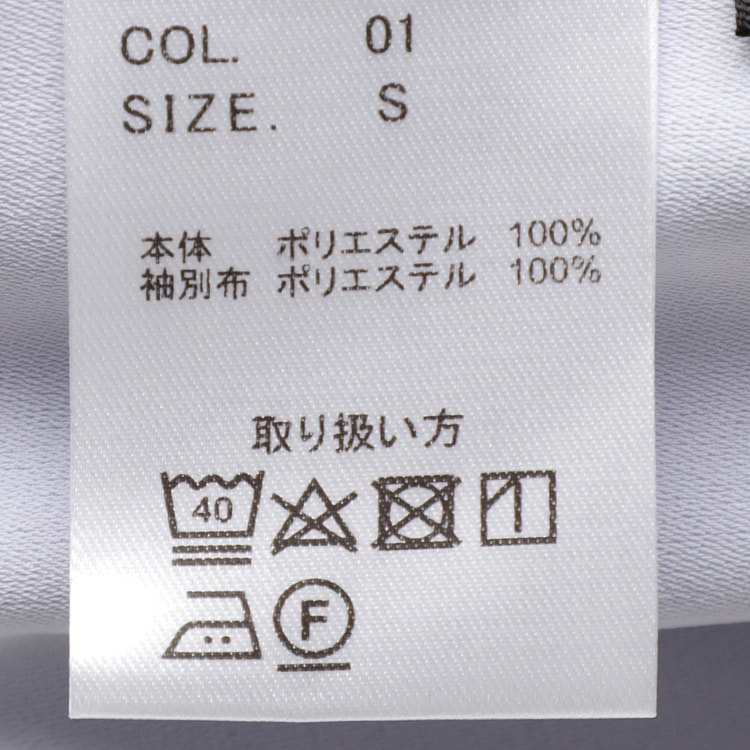 COL. 01
SIZE. S
本体 ポリエステル 100%
袖別布 ポリエステル 100%
取り扱い方
40
F